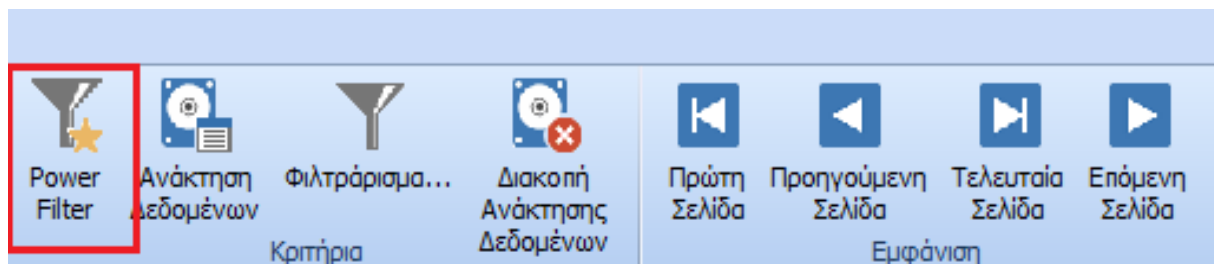 Power
Filter
Ανάκτηση
Δεδομένων
Φιλτράρισμα...
Διακοπή
Ανάκτησης
Δεδομένων
Κριτήρια
Πρώτη
Σελίδα
Προηγούμενη
Σελίδα
Τελευταία
Σελίδα
Επόμενη
Σελίδα
Εμφάνιση